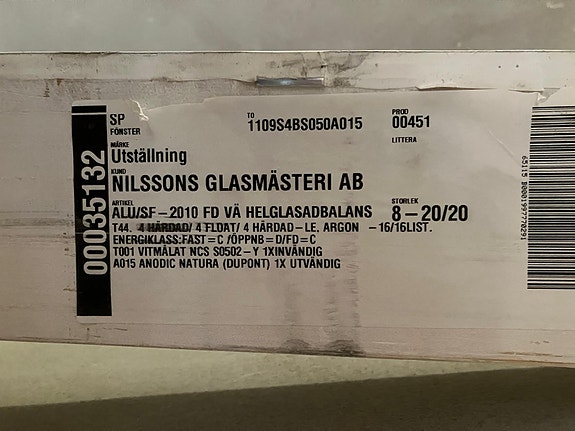 00035132
SP
FÖNSTER
TO
1109S4BS050A015
PROD
00451
LITTERA
MÄRKE
Utställning
KUND
NILSSONS GLASMÄSTERI AB
ARTIKEL
ALU/SF-2010 FD VÄ HELGLASADBALANS
STORLEK
8-20/20
T44. 4 HÄRDAD/ 4 FLOAT/ 4 HÄRDAD-LE, ARGON -16/16LIST.
ENERGIKLASS:FAST=C /ÖPPNB=D/FD=C
T001 VITMÅLAT NCS S0502-Y 1XINVÄNDIG
A015 ANODIC NATURA (DUPONT) 1X UTVÄNDIG
65115 B000199770291